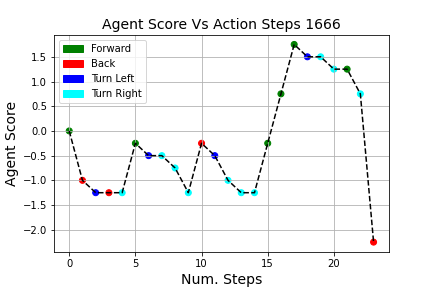 Agent Score Vs Action Steps 1666
Forward
Back
Turn Left
Turn Right
Agent Score
1.5
1.0
0.5
0.0
−0.5
−1.0
−1.5
−2.0
0 5 10 15 20
Num. Steps